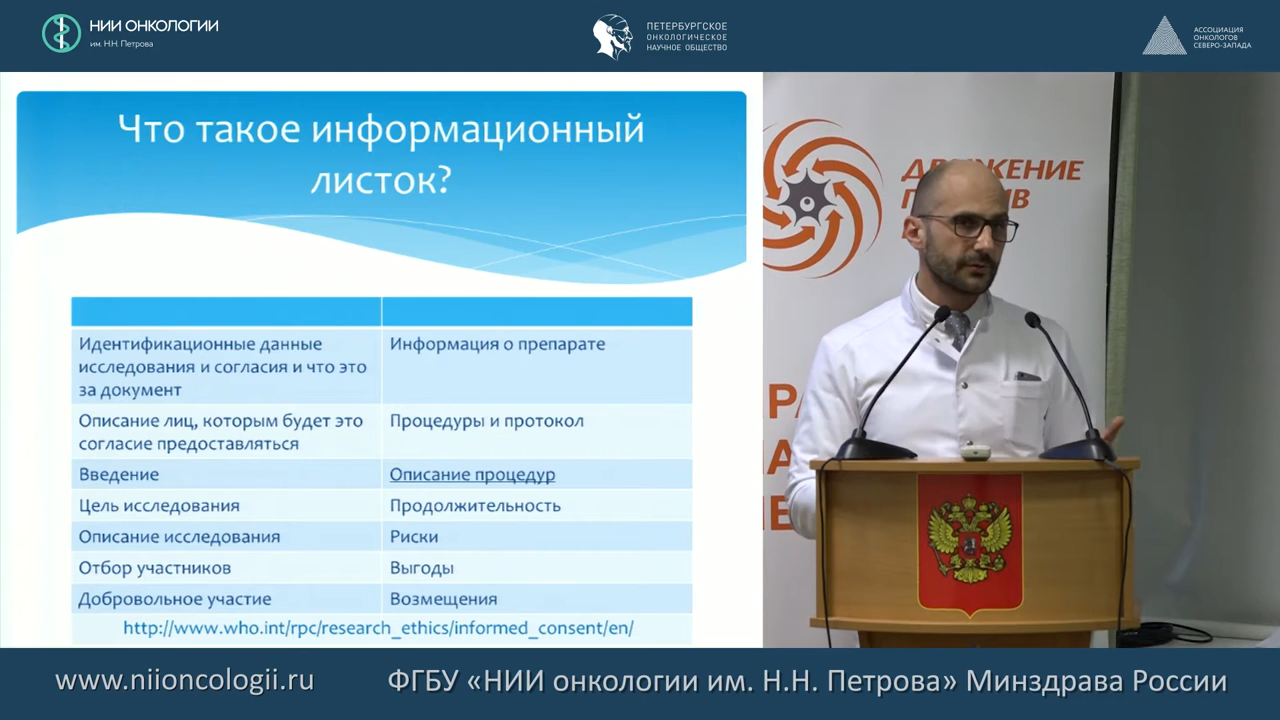 НИИ ОНКОЛОГИИ
им. Н.Н. Петрова
ПЕТЕРБУРГСКОЕ
ОНКОЛОГИЧЕСКОЕ
НАУЧНОЕ ОБЩЕСТВО
АССОЦИАЦИЯ
ОНКОЛОГОВ
СЕВЕРО-ЗАПАДА
Что такое информационный
листок?
Идентификационные данные
исследования и согласия и что это
за документ
Информация о препарате
Описание лиц, которым будет это
согласие предоставляться
Процедуры и протокол
Введение
Описание процедур
Цель исследования
Продолжительность
Описание исследования
Риски
Отбор участников
Выгоды
Добровольное участие
Возмещения
http://www.who.int/rpc/research_ethics/informed_consent/en/
www.niioncologii.ru
ФГБУ «НИИ онкологии им. Н.Н. Петрова» Минздрава России